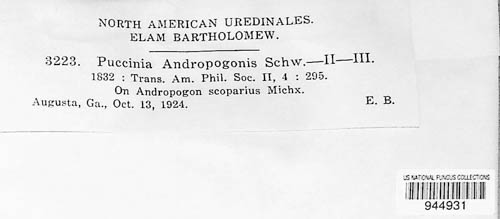 NORTH AMERICAN UREDINALES.
ELAM BARTHOLOMEW.
3223. Puccinia Andropogonis Schw.—II—III.
1832 : Trans. Am. Phil. Soc. II, 4 : 295.
On Andropogon scoparius Michx.
Augusta, Ga., Oct. 13, 1924. E. B.
US NATIONAL FUNGUS COLLECTIONS
944931